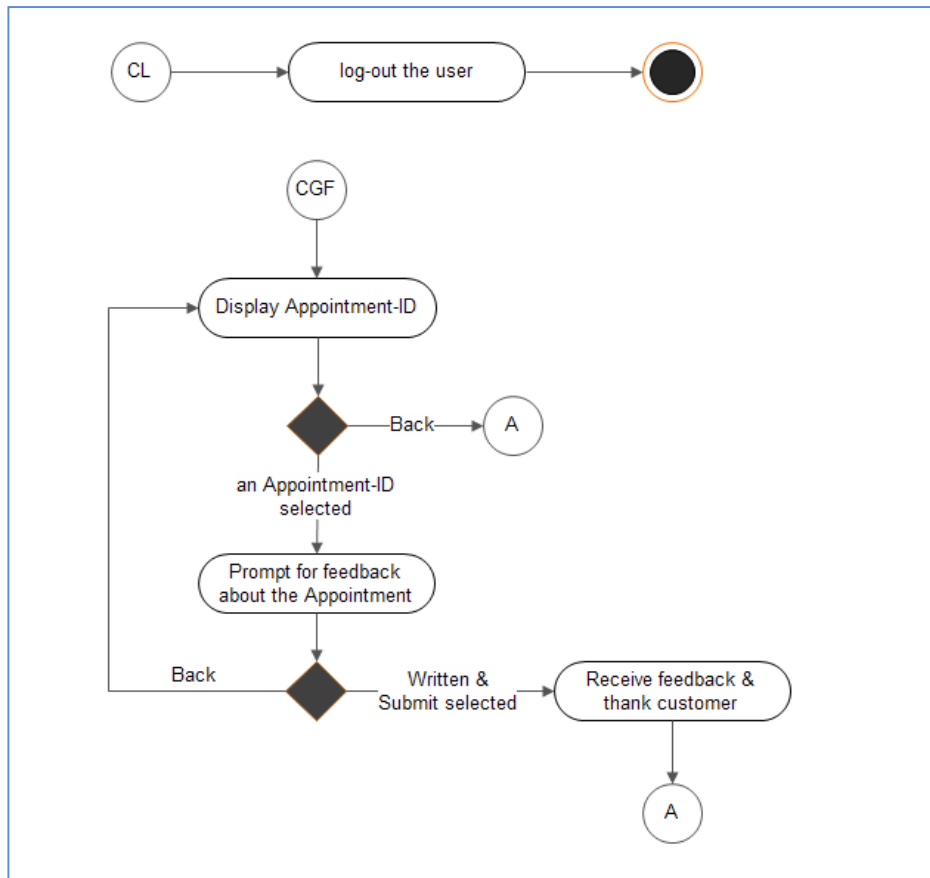 CL
log-out the user
CGF
Display Appointment-ID
Back
A
an Appointment-ID
selected
Prompt for feedback
about the Appointment
Back
Written &
Submit selected
Receive feedback &
thank customer
A